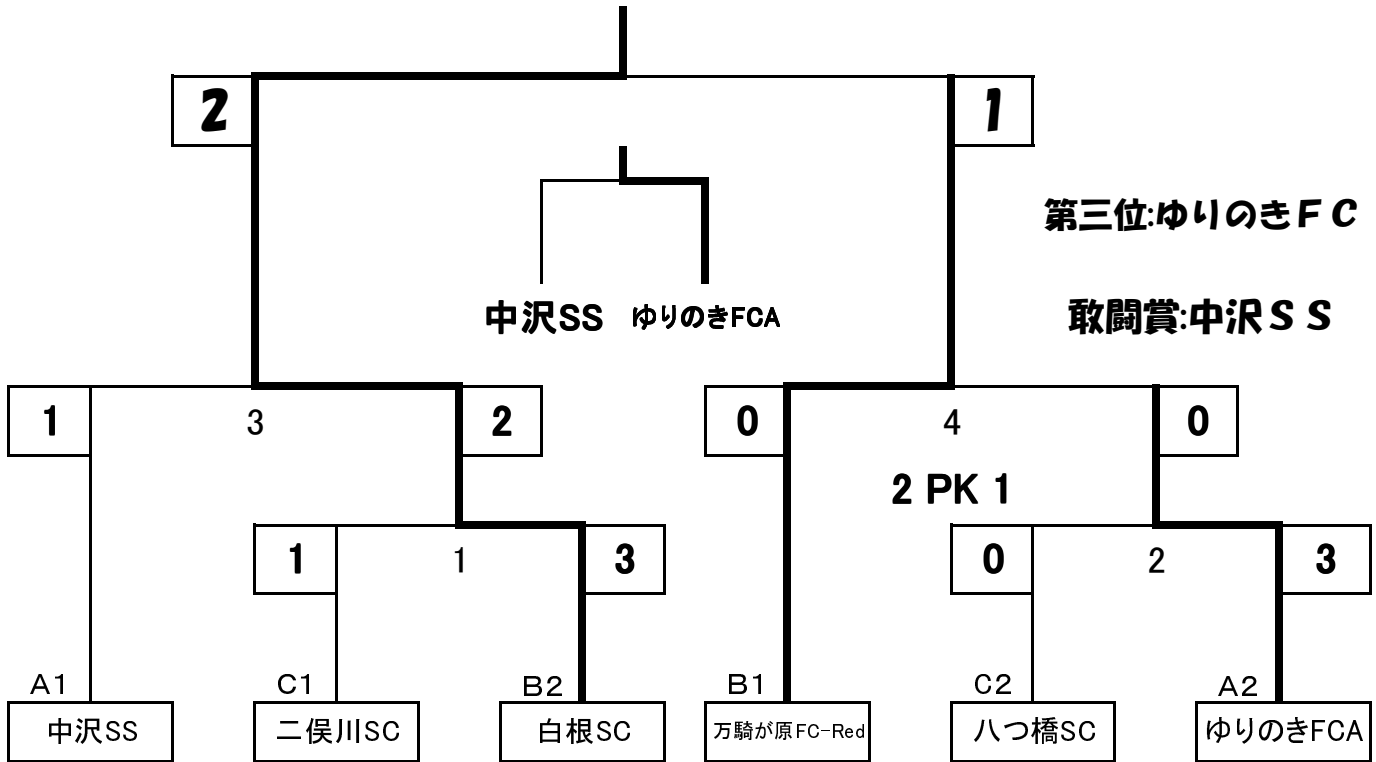 2
1
第三位:ゆりのきＦＣ
中沢SS
ゆりのきFCA
敢闘賞:中沢ＳＳ
1
3
2
0
4
0
2 PK 1
1
1
3
0
2
3
A1
C1
B2
B1
C2
A2
中沢SS
二俣川SC
白根SC
万騎が原FC-Red
八つ橋SC
ゆりのきFCA